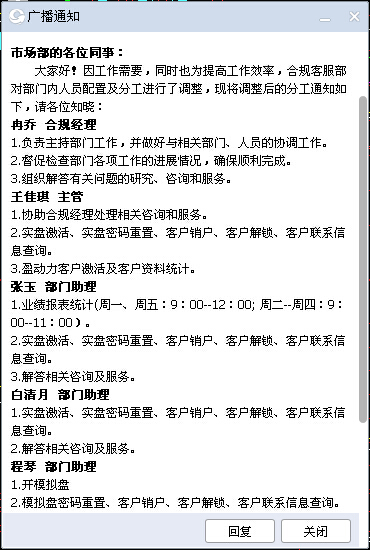 广播通知
市场部的各位同事：
大家好！因工作需要，同时也为提高工作效率，合规客服部
对部门内人员配置及分工进行了调整，现将调整后的分工通知如
下，请各位知晓：
冉乔 合规经理
1.负责主持部门工作，并做好与相关部门、人员的协调工作。
2.督促检查部门各项工作的进展情况，确保顺利完成。
3.组织解答有关问题的研究、咨询和服务。
王佳琪 主管
1.协助合规经理处理相关咨询和服务。
2.实盘激活、实盘密码重置、客户销户、客户解锁、客户联系信
息查询。
3.盈动力客户激活及客户资料统计。
张玉 部门助理
1.业绩报表统计(周一、周五：9：00--12：00; 周二--周四：9：
00--11：00）。
2.实盘激活、实盘密码重置、客户销户、客户解锁、客户联系信
息查询。
3.解答相关咨询及服务。
白清月 部门助理
1.实盘激活、实盘密码重置、客户销户、客户解锁、客户联系信
息查询。
2.解答相关咨询及服务。
程琴 部门助理
1.开模拟盘
2.模拟盘密码重置、客户销户、客户解锁、客户联系信息查询。
回复 关闭